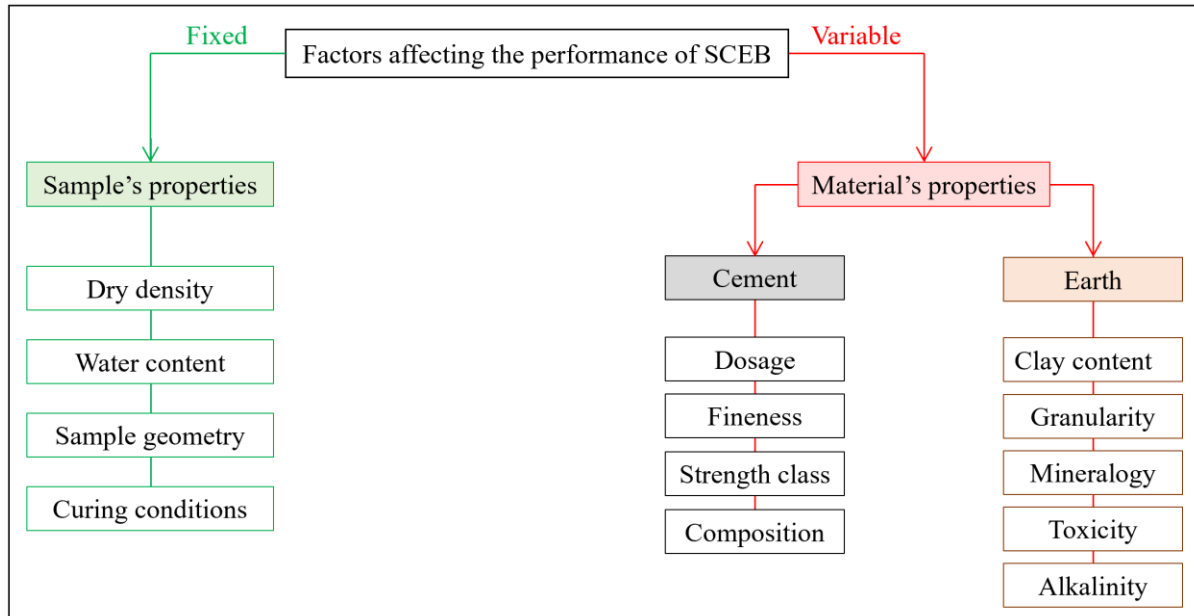 Fixed
Factors affecting the performance of SCEB
Variable
Sample’s properties
Dry density
Water content
Sample geometry
Curing conditions
Material’s properties
Cement
Dosage
Fineness
Strength class
Composition
Earth
Clay content
Granularity
Mineralogy
Toxicity
Alkalinity